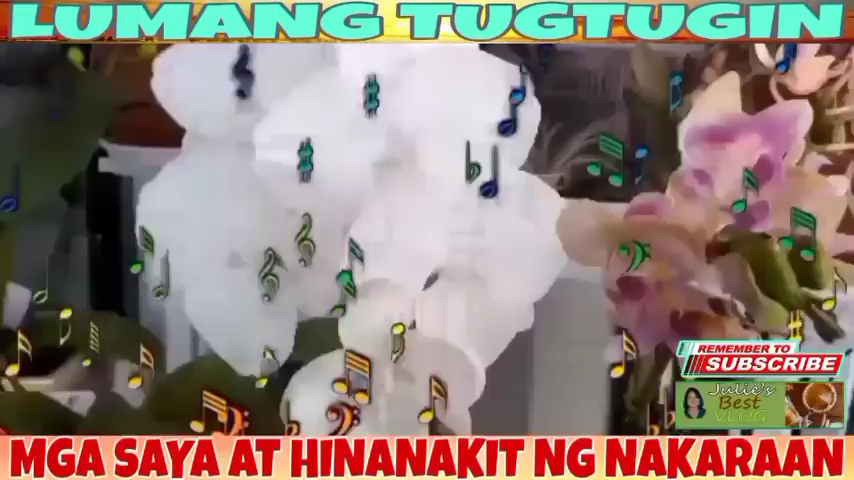 LUMANG TUGTUGIN
REMEMBER TO
SUBSCRIBE
Julie's
Best
VLOG
MGA SAYA AT HINANAKIT NG NAKARAAN